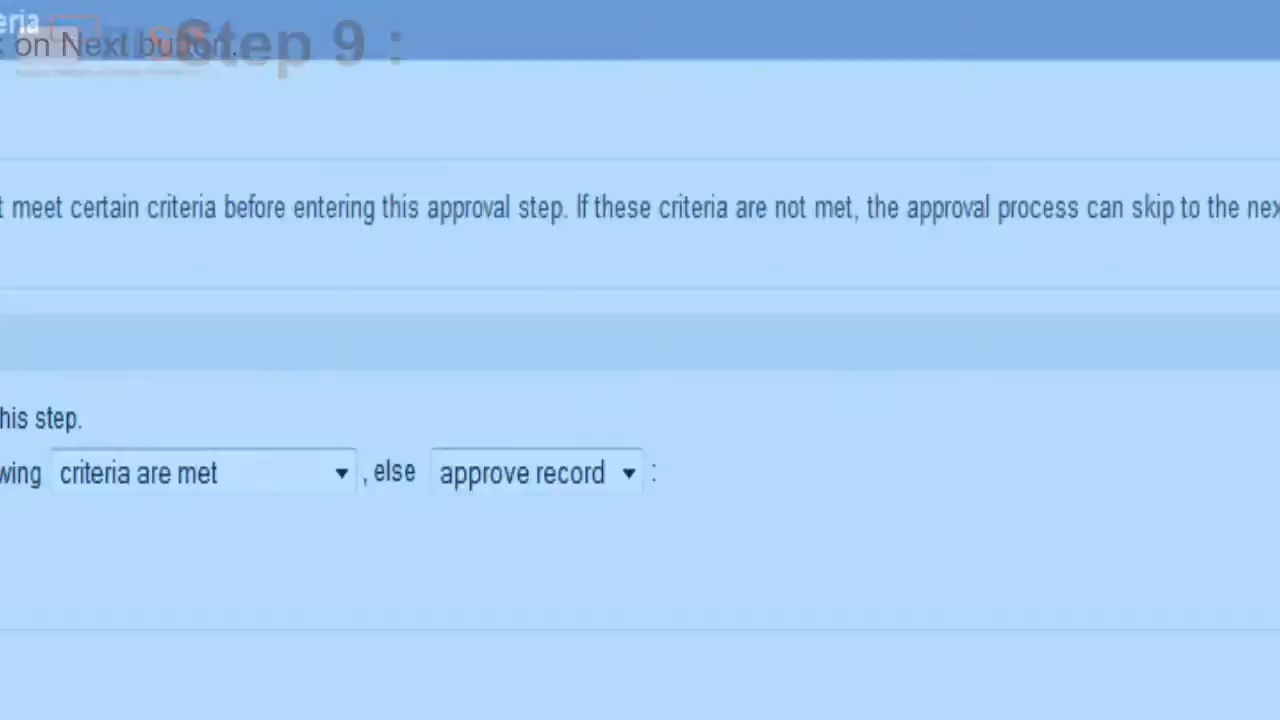 eria
Step 9 :
on Next button.
t meet certain criteria before entering this approval step. If these criteria are not met, the approval process can skip to the nex
his step.
wing criteria are met , else approve record :